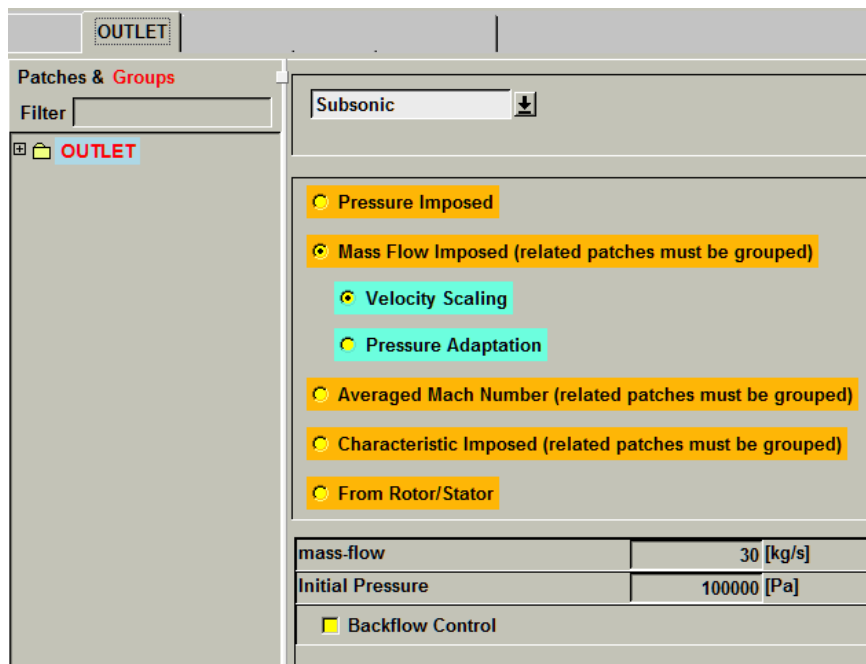 OUTLET
Patches & Groups
Filter
OUTLET
Subsonic
Pressure Imposed
Mass Flow Imposed (related patches must be grouped)
Velocity Scaling
Pressure Adaptation
Averaged Mach Number (related patches must be grouped)
Characteristic Imposed (related patches must be grouped)
From Rotor/Stator
mass-flow 30 [kg/s]
Initial Pressure 100000 [Pa]
Backflow Control